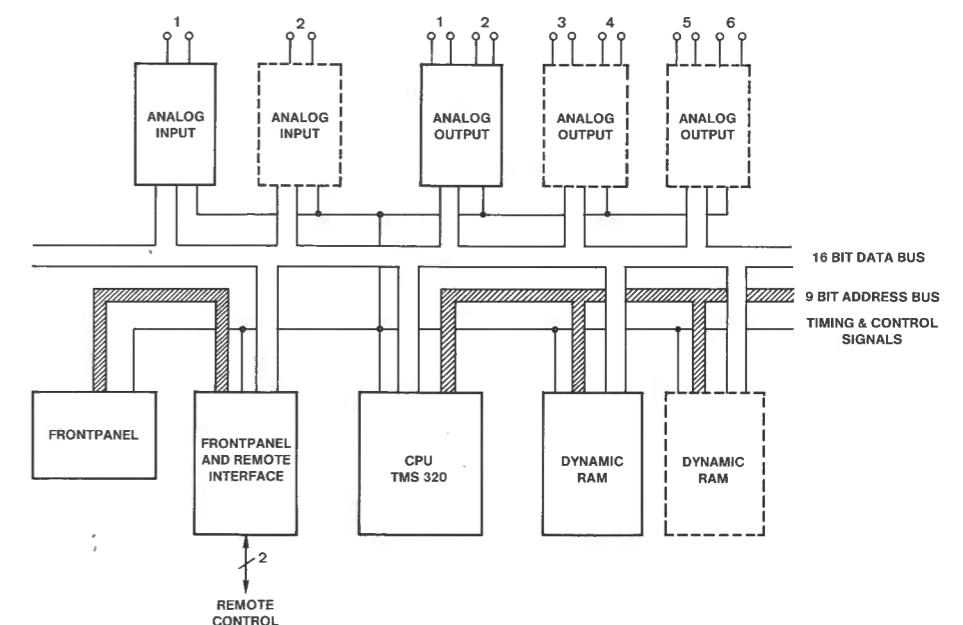 1 2 1 2 3 4 5 6
ANALOG
INPUT
ANALOG
INPUT
ANALOG
OUTPUT
ANALOG
OUTPUT
ANALOG
OUTPUT
16 BIT DATA BUS
9 BIT ADDRESS BUS
TIMING & CONTROL
SIGNALS
FRONTPANEL
FRONTPANEL
AND REMOTE
INTERFACE
CPU
TMS 320
DYNAMIC
RAM
DYNAMIC
RAM
2
REMOTE
CONTROL